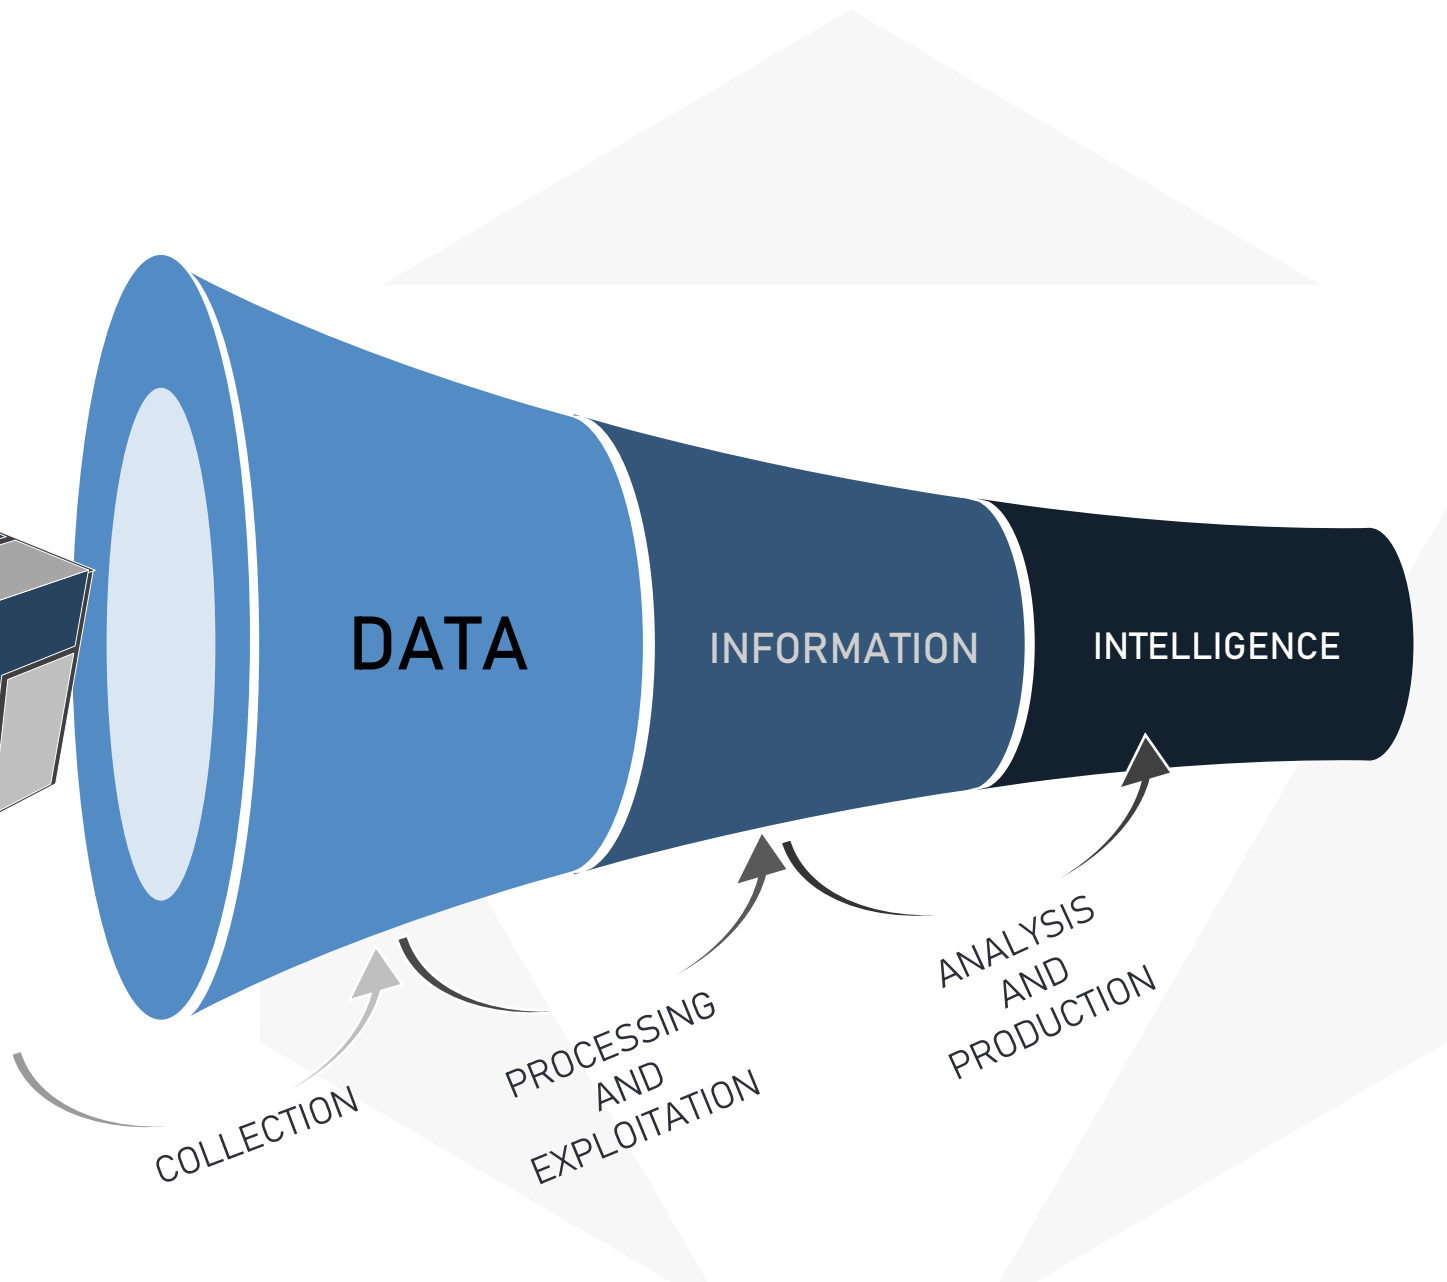 DATA
INFORMATION
INTELLIGENCE
COLLECTION
PROCESSING
AND
EXPLOITATION
ANALYSIS
AND
PRODUCTION